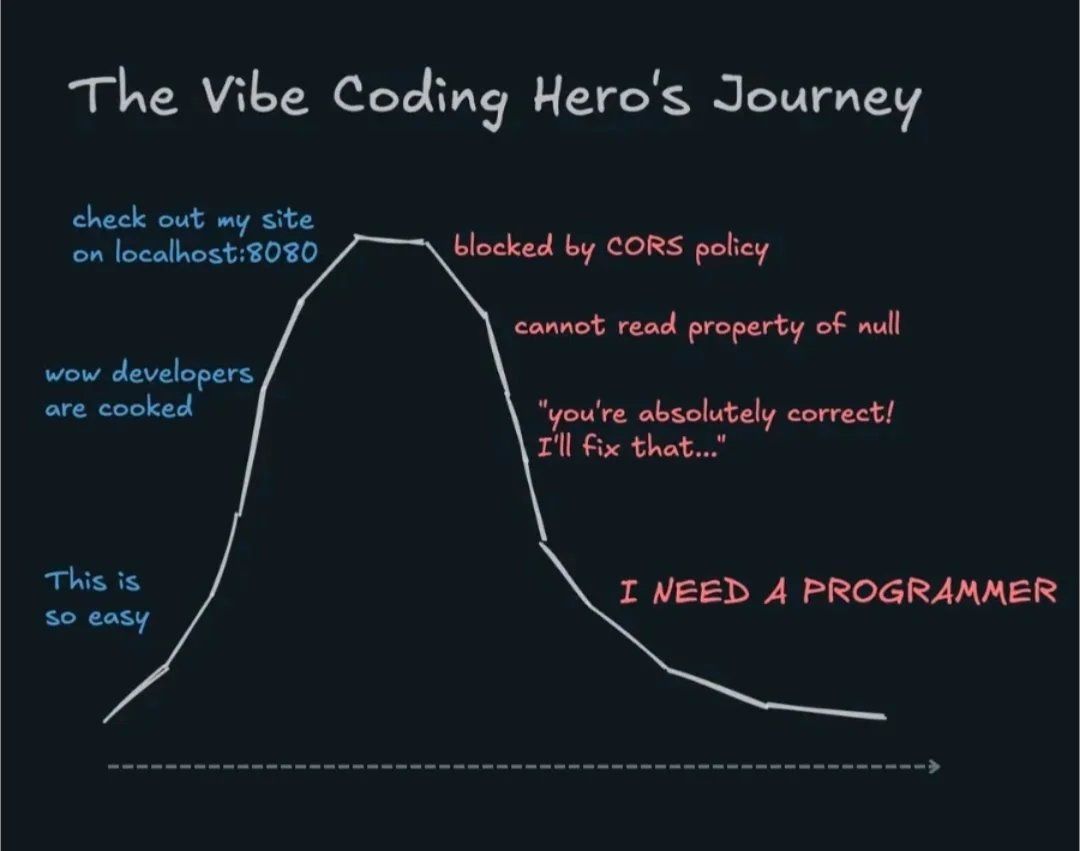 The Vibe Coding Hero's Journey
check out my site
on localhost:8080
blocked by CORS policy
cannot read property of null
wow developers
are cooked
"you're absolutely correct!
I'll fix that..."
This is
so easy
I NEED A PROGRAMMER